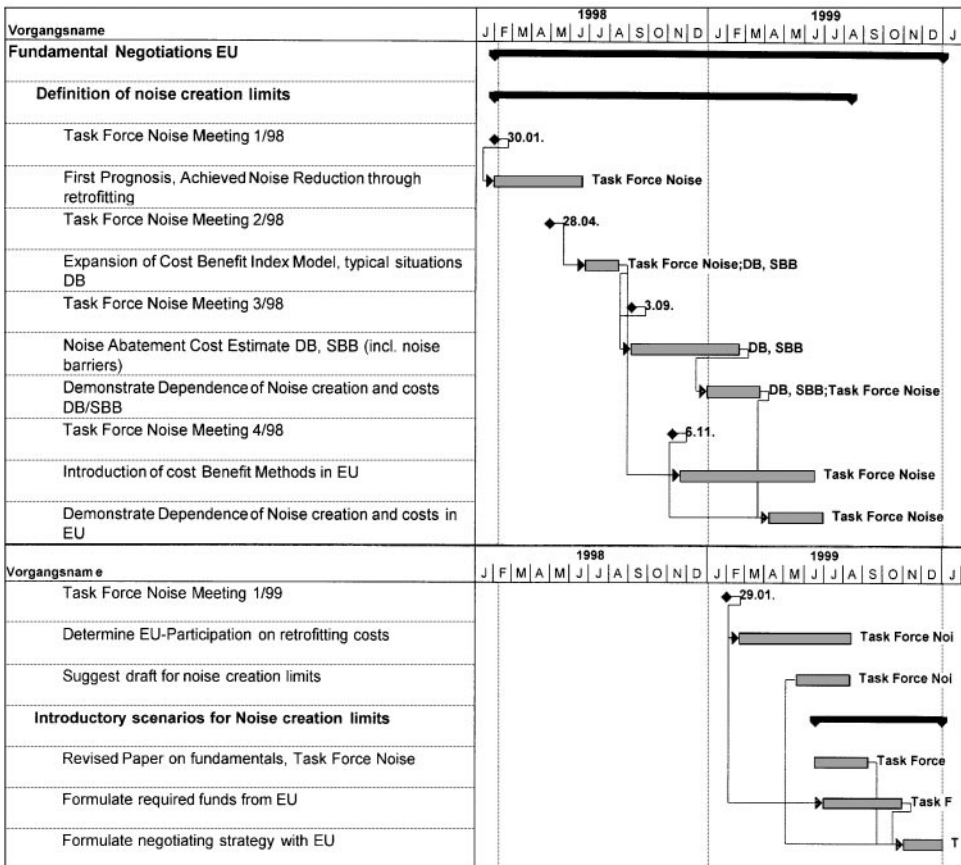 1998 1999
Vorgangsname J F M A M J J A S O N D J F M A M J J A S O N D J
Fundamental Negotiations EU
Definition of noise creation limits
Task Force Noise Meeting 1/98 30.01.
First Prognosis, Achieved Noise Reduction through
retrofitting
Task Force Noise
Task Force Noise Meeting 2/98 28.04.
Expansion of Cost Benefit Index Model, typical situations
DB
Task Force Noise;DB, SBB
Task Force Noise Meeting 3/98 3.09.
Noise Abatement Cost Estimate DB, SBB (incl. noise
barriers)
DB, SBB
Demonstrate Dependence of Noise creation and costs
DB/SBB
DB, SBB;Task Force Noise
Task Force Noise Meeting 4/98 6.11.
Introduction of cost Benefit Methods in EU Task Force Noise
Demonstrate Dependence of Noise creation and costs in
EU
Task Force Noise
1998 1999
Vorgangsname J F M A M J J A S O N D J F M A M J J A S O N D J
Task Force Noise Meeting 1/99 29.01.
Determine EU-Participation on retrofitting costs Task Force Noi
Suggest draft for noise creation limits Task Force Noi
Introductory scenarios for Noise creation limits
Revised Paper on fundamentals, Task Force Noise Task Force
Formulate required funds from EU Task F
Formulate negotiating strategy with EU T